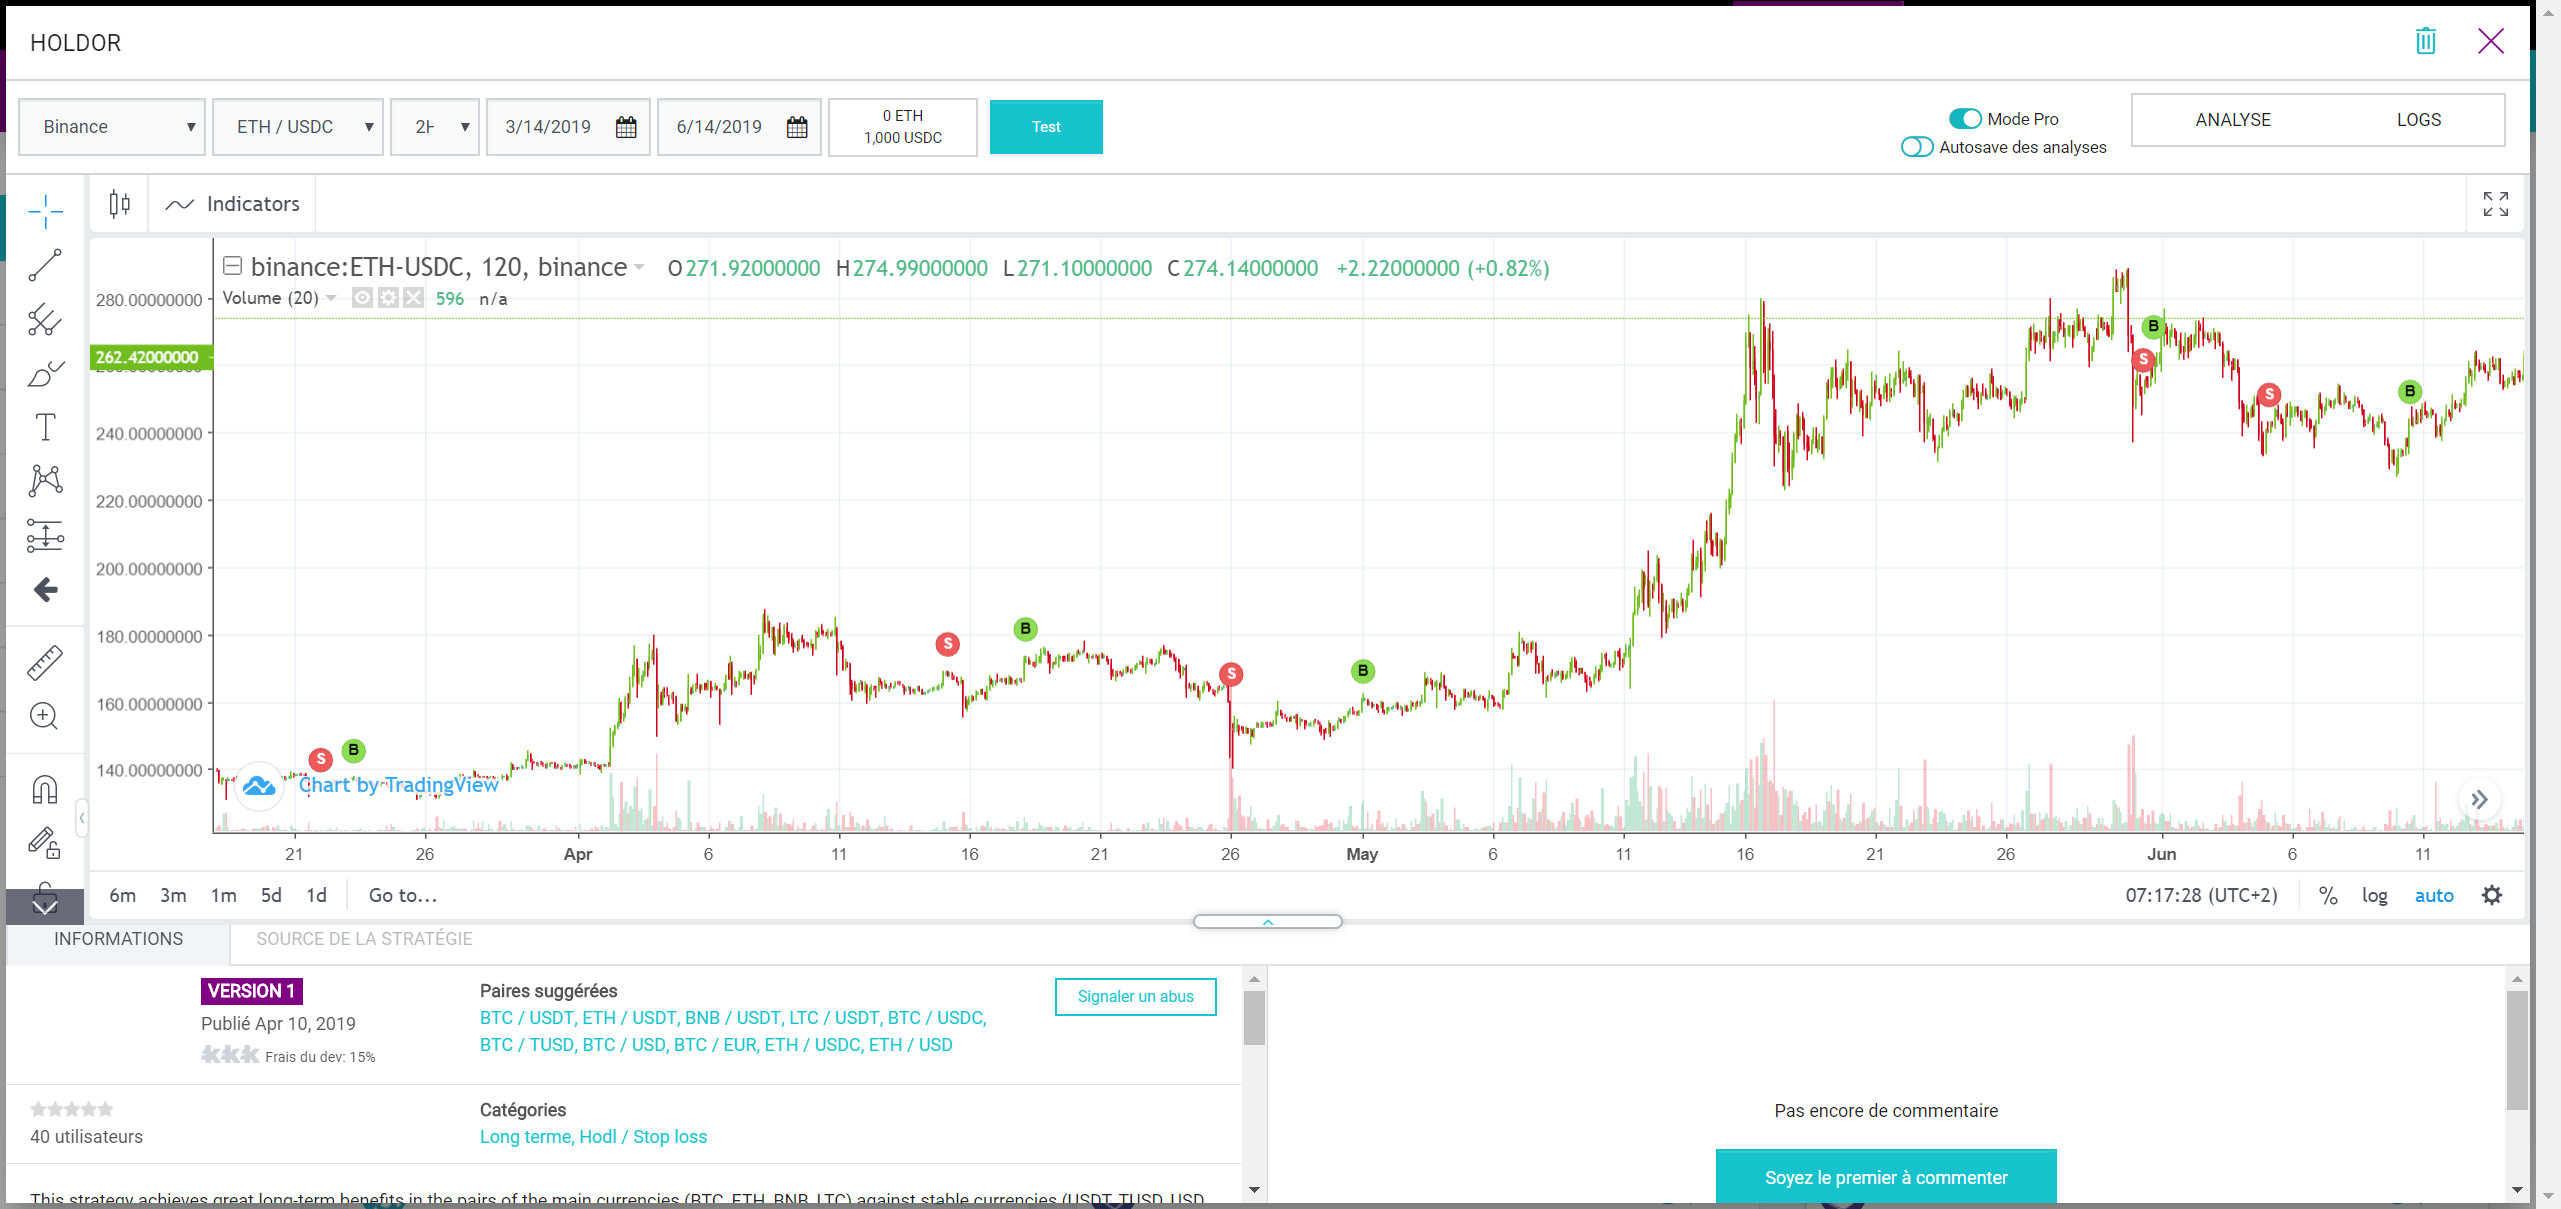 HOLDOR
Binance
ETH / USDC
3/14/2019
6/14/2019
0 ETH
1,000 USDC
Test
Mode Pro
Autosave des analyses
ANALYSE
LOGS
Indicators
binance:ETH-USDC, 120, binance O271.92000000 H274.99000000 L271.10000000 C274.14000000 +2.22000000 (+0.82%)
Volume (20) 596 n/a
280.00000000
262.42000000
240.00000000
220.00000000
200.00000000
180.00000000
160.00000000
140.00000000
S B S B S B S B S B
Chart by TradingView
21 26 Apr 6 11 16 21 26 May 6 11 16 21 26 Jun 6 11
6m 3m 1m 5d 1d Go to...
07:17:28 (UTC+2) % log auto
INFORMATIONS
SOURCE DE LA STRATÉGIE
VERSION 1
Publié Apr 10, 2019
Frais du dev: 15%
Paires suggérées
BTC / USDT, ETH / USDT, BNB / USDT, LTC / USDT, BTC / USDC,
BTC / TUSD, BTC / USD, BTC / EUR, ETH / USDC, ETH / USD
Signaler un abus
40 utilisateurs
Catégories
Long terme, Hodl / Stop loss
This strategy achieves great long-term benefits in the pairs of the main currencies (BTC, ETH, BNB, LTC) against stable currencies (USDT, TUSD, USD
Pas encore de commentaire
Soyez le premier à commenter